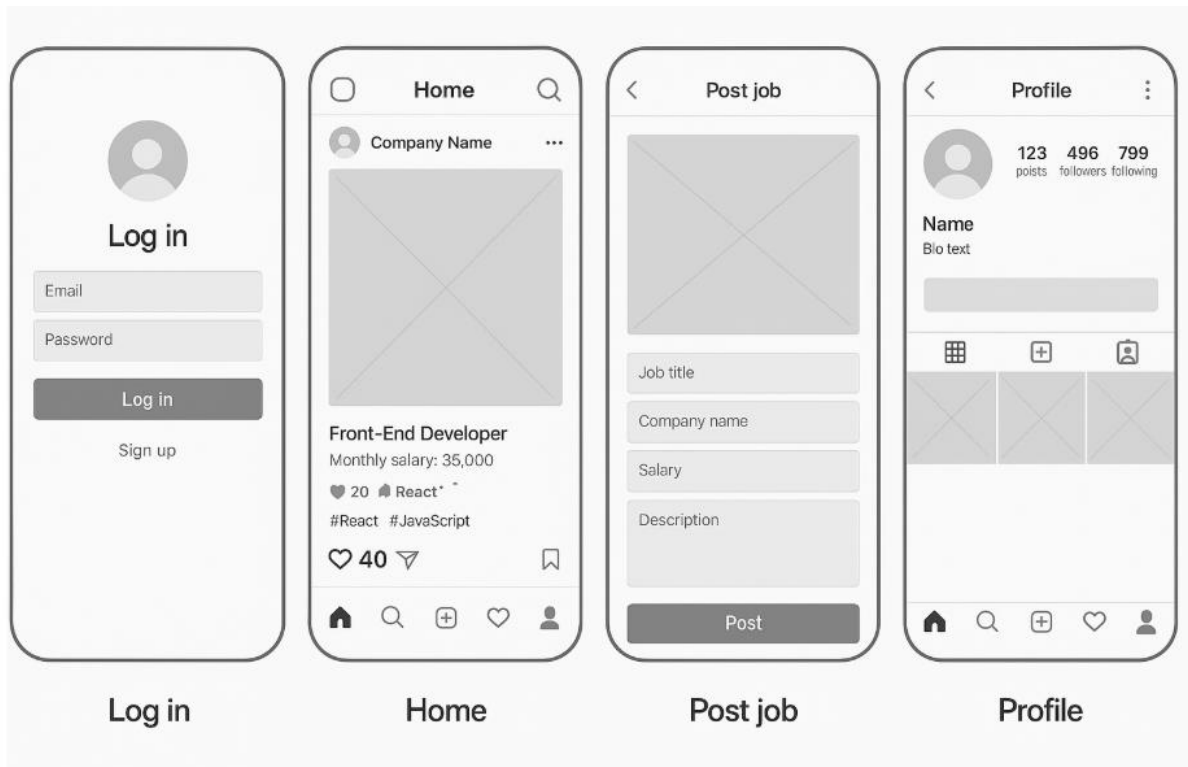 Log in
Email
Password
Log in
Sign up
Log in
Home
Company Name
Front-End Developer
Monthly salary: 35,000
20 React
#React #JavaScript
40
Home
Post job
Job title
Company name
Salary
Description
Post
Post job
Profile
123 496 799
poists followers following
Name
Blo text
Profile